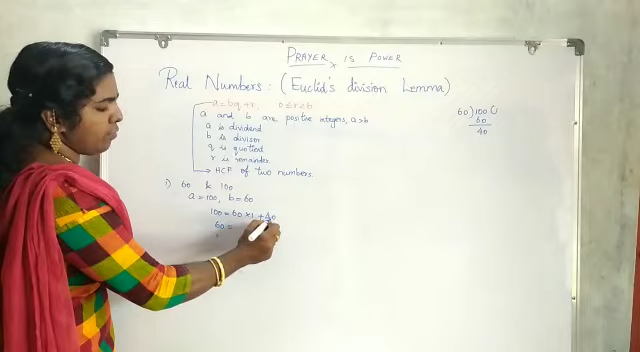 PRAYER IS POWER
Real Numbers: (Euclid's division Lemma)
a = bq + r, 0 ≤ r < b
a and b are positive integers, a > b
a is dividend
b is divisor
q is quotient
r is remainder
→ HCF of two numbers.
1) 60 & 100
a = 100, b = 60
100 = 60 × 1 + 40
60 =
60 ) 100 (
60
40